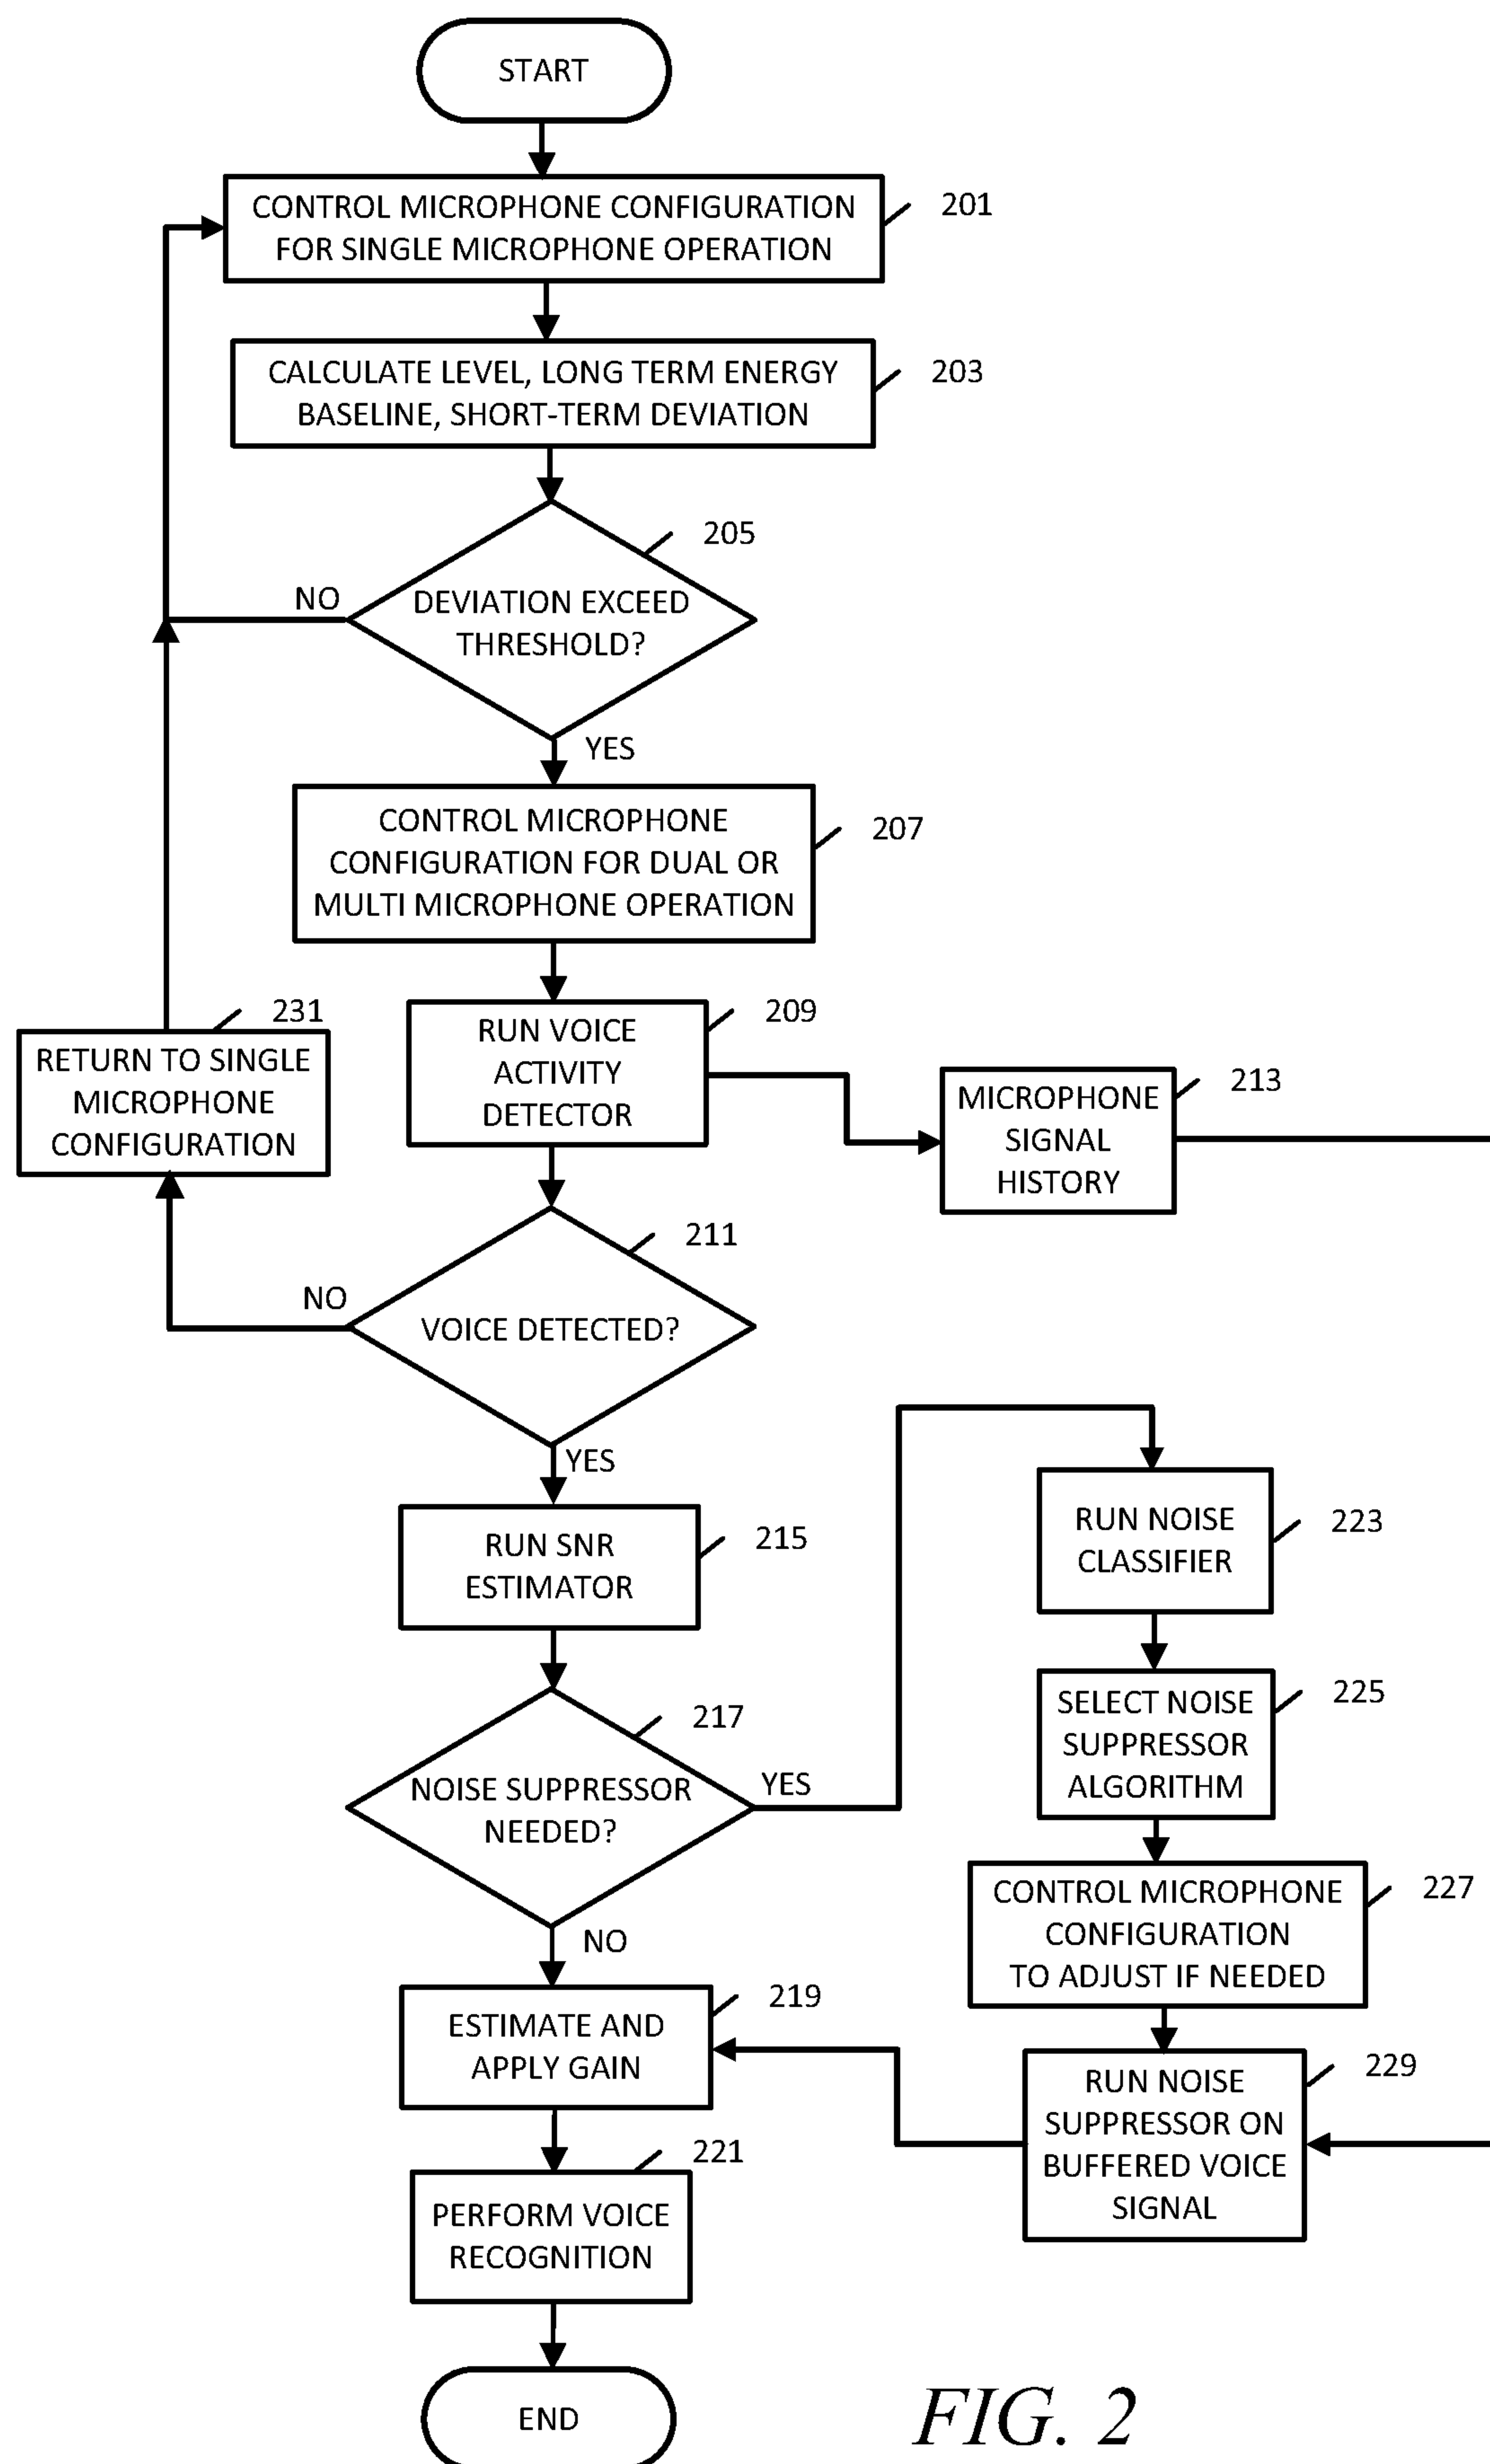 START
CONTROL MICROPHONE CONFIGURATION
FOR SINGLE MICROPHONE OPERATION
201
CALCULATE LEVEL, LONG TERM ENERGY
BASELINE, SHORT-TERM DEVIATION
203
205
DEVIATION EXCEED
THRESHOLD?
NO
YES
CONTROL MICROPHONE
CONFIGURATION FOR DUAL OR
MULTI MICROPHONE OPERATION
207
231
RETURN TO SINGLE
MICROPHONE
CONFIGURATION
RUN VOICE
ACTIVITY
DETECTOR
209
MICROPHONE
SIGNAL
HISTORY
213
211
VOICE DETECTED?
NO
YES
RUN SNR
ESTIMATOR
215
217
NOISE SUPPRESSOR
NEEDED?
YES
NO
RUN NOISE
CLASSIFIER
223
SELECT NOISE
SUPPRESSOR
ALGORITHM
225
CONTROL MICROPHONE
CONFIGURATION
TO ADJUST IF NEEDED
227
RUN NOISE
SUPPRESSOR ON
BUFFERED VOICE
SIGNAL
229
ESTIMATE AND
APPLY GAIN
219
PERFORM VOICE
RECOGNITION
221
END
FIG. 2